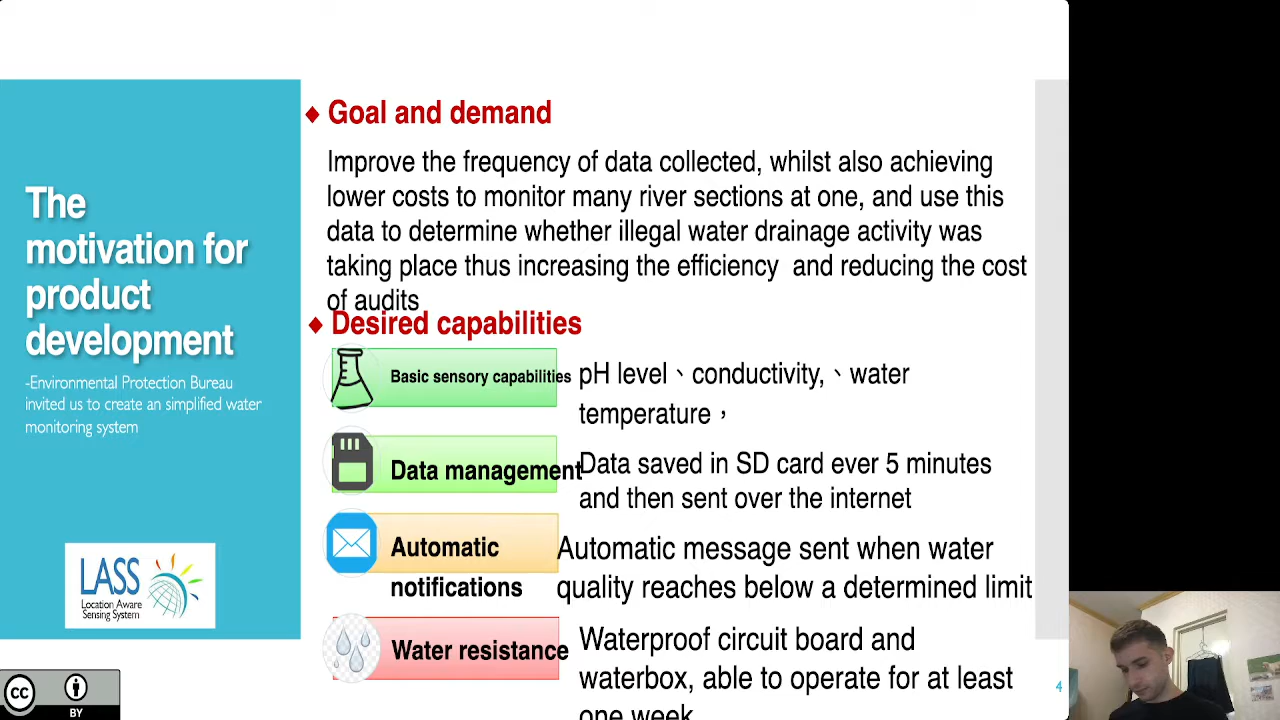 The
motivation for
product
development
-Environmental Protection Bureau
invited us to create an simplified water
monitoring system
LASS
Location Aware
Sensing System
◆ Goal and demand
Improve the frequency of data collected, whilst also achieving
lower costs to monitor many river sections at one, and use this
data to determine whether illegal water drainage activity was
taking place thus increasing the efficiency and reducing the cost
of audits
◆ Desired capabilities
Basic sensory capabilities
pH level、conductivity,、water
temperature，
Data management
Data saved in SD card ever 5 minutes
and then sent over the internet
Automatic
notifications
Automatic message sent when water
quality reaches below a determined limit
Water resistance
Waterproof circuit board and
waterbox, able to operate for at least
one week
4
cc
BY